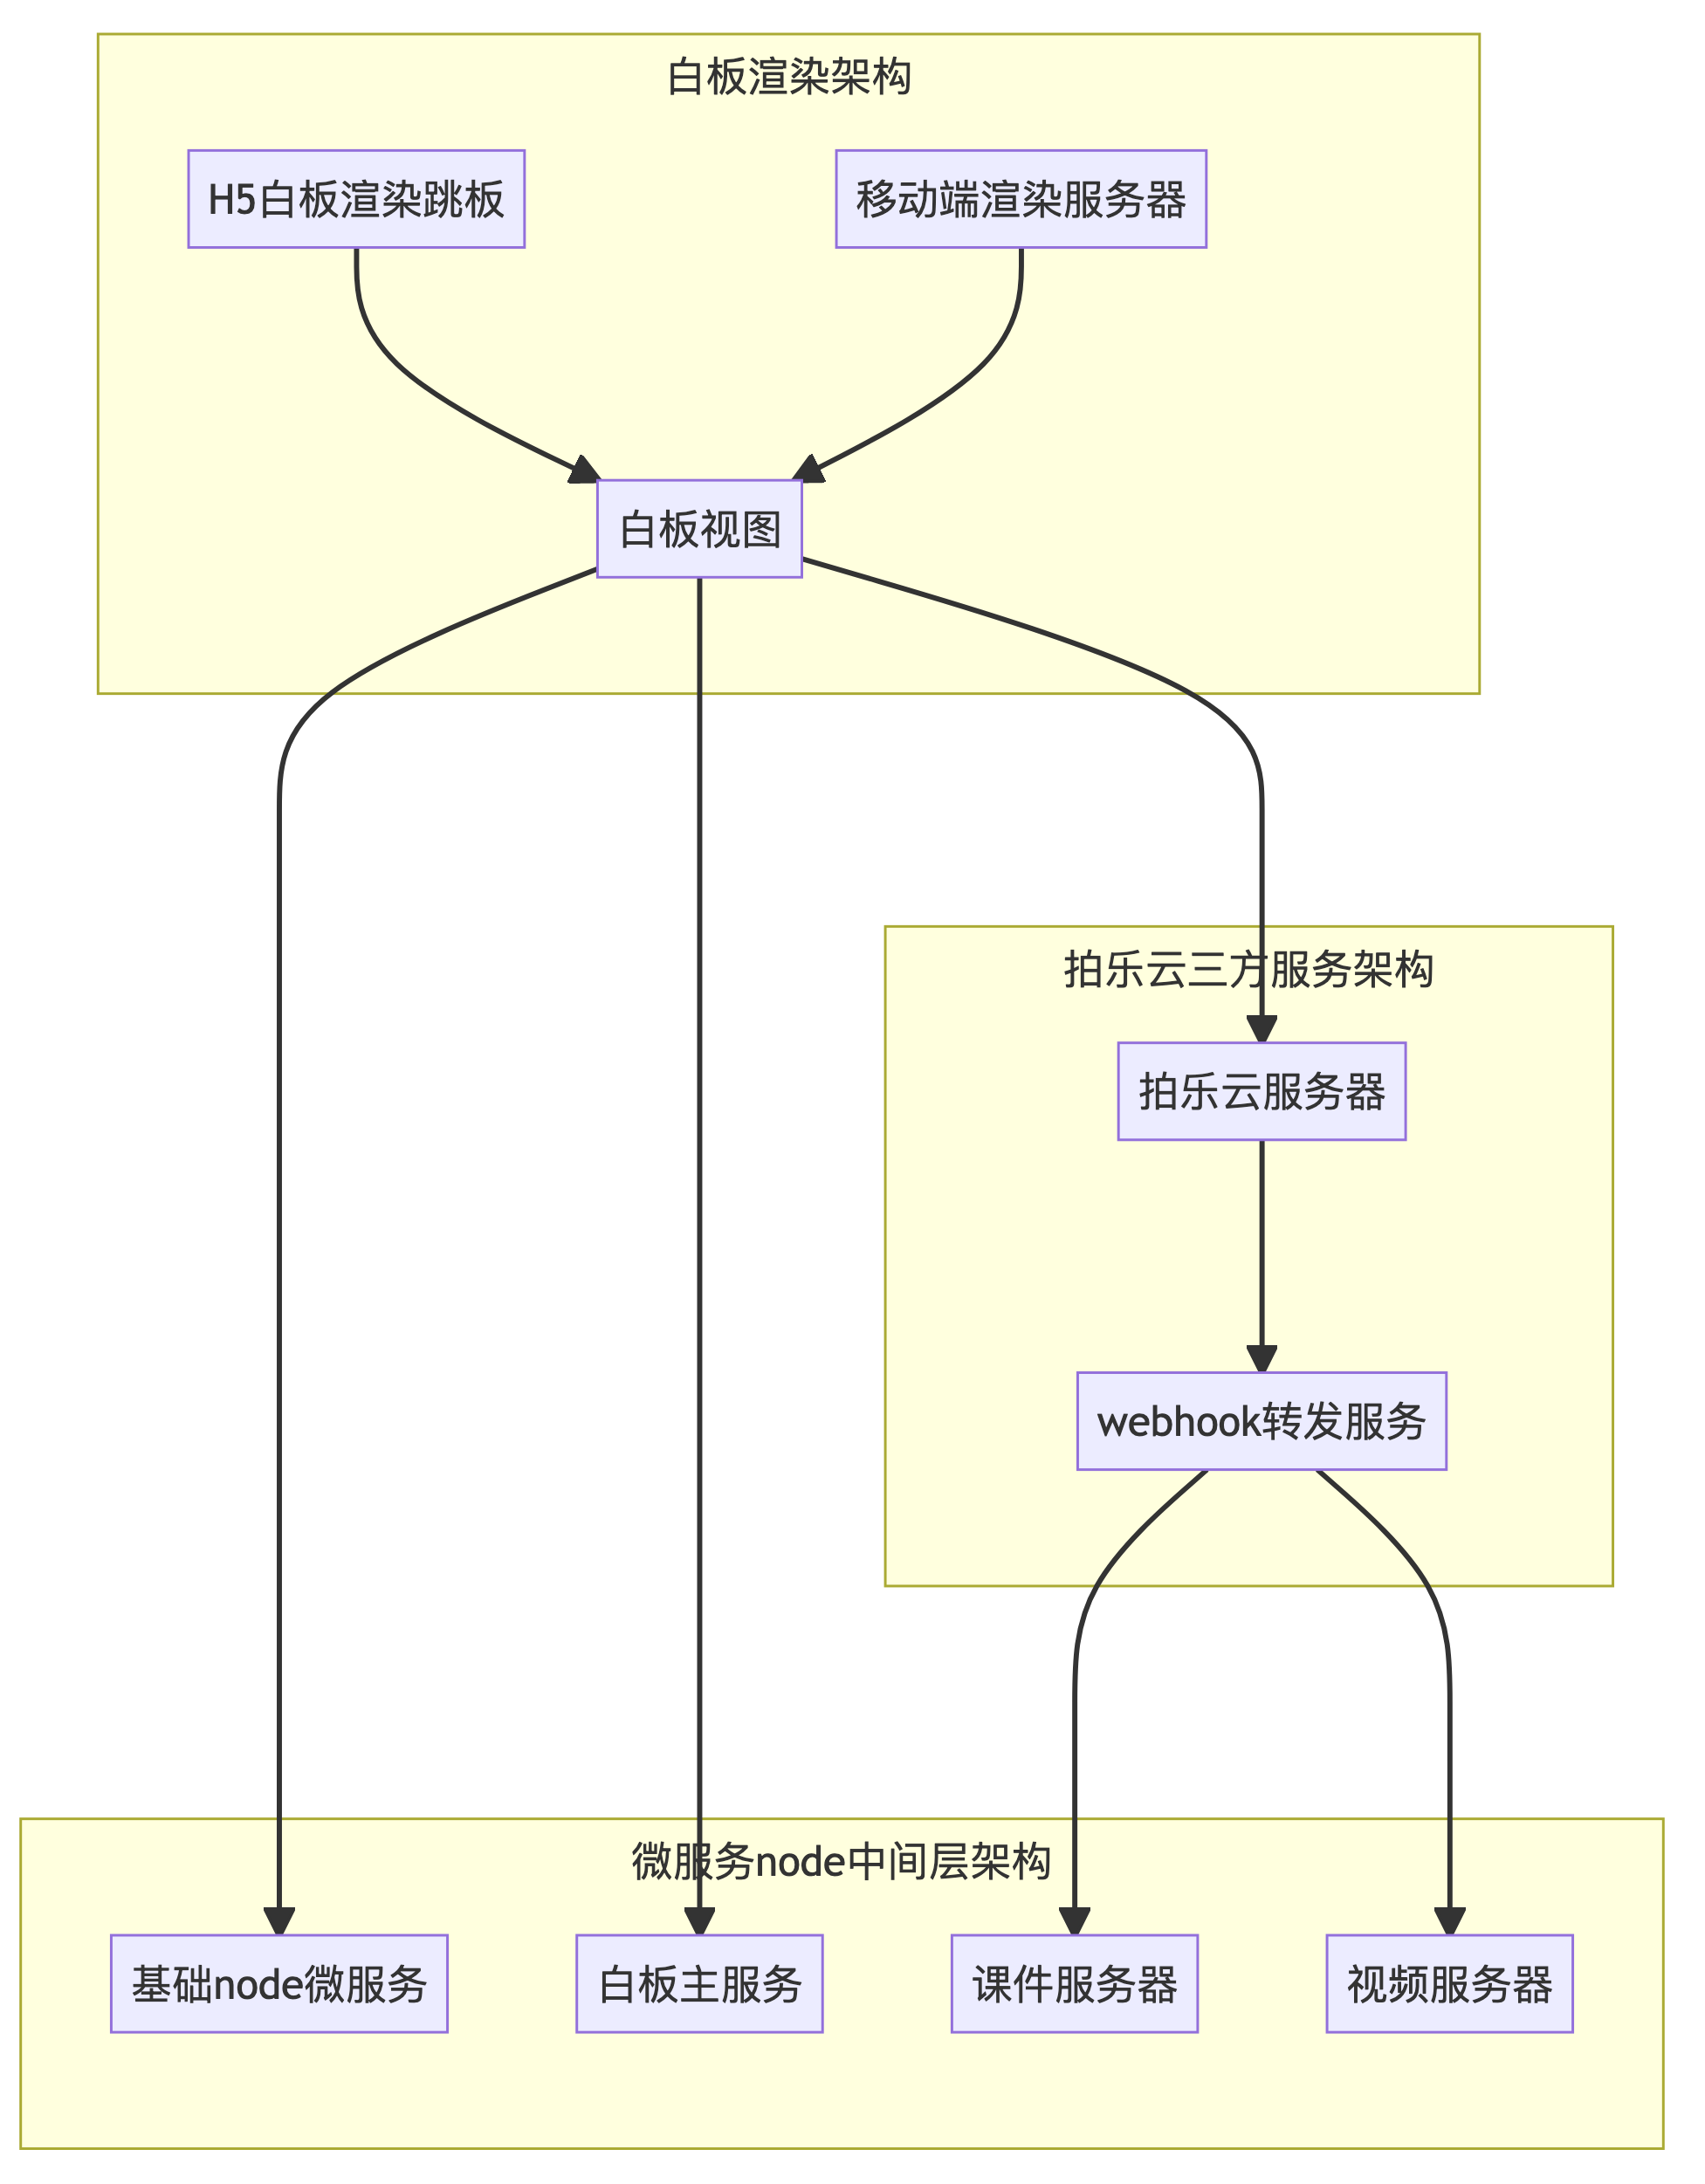 白板渲染架构
H5白板渲染跳板
移动端渲染服务器
白板视图
拍乐云三方服务架构
拍乐云服务器
webhook转发服务
微服务node中间层架构
基础node微服务
白板主服务
课件服务器
视频服务器